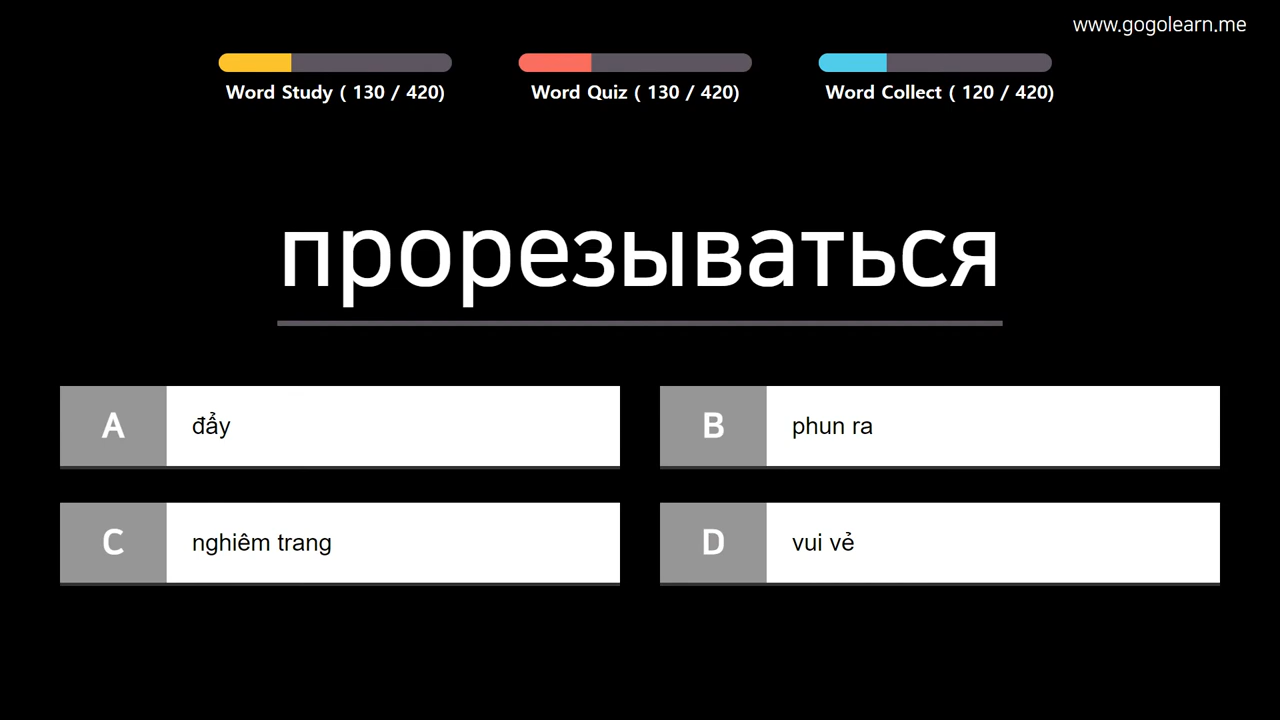 www.gogolearn.me
Word Study ( 130 / 420)
Word Quiz ( 130 / 420)
Word Collect ( 120 / 420)
прорезываться
A đẩy
B phun ra
C nghiêm trang
D vui vẻ